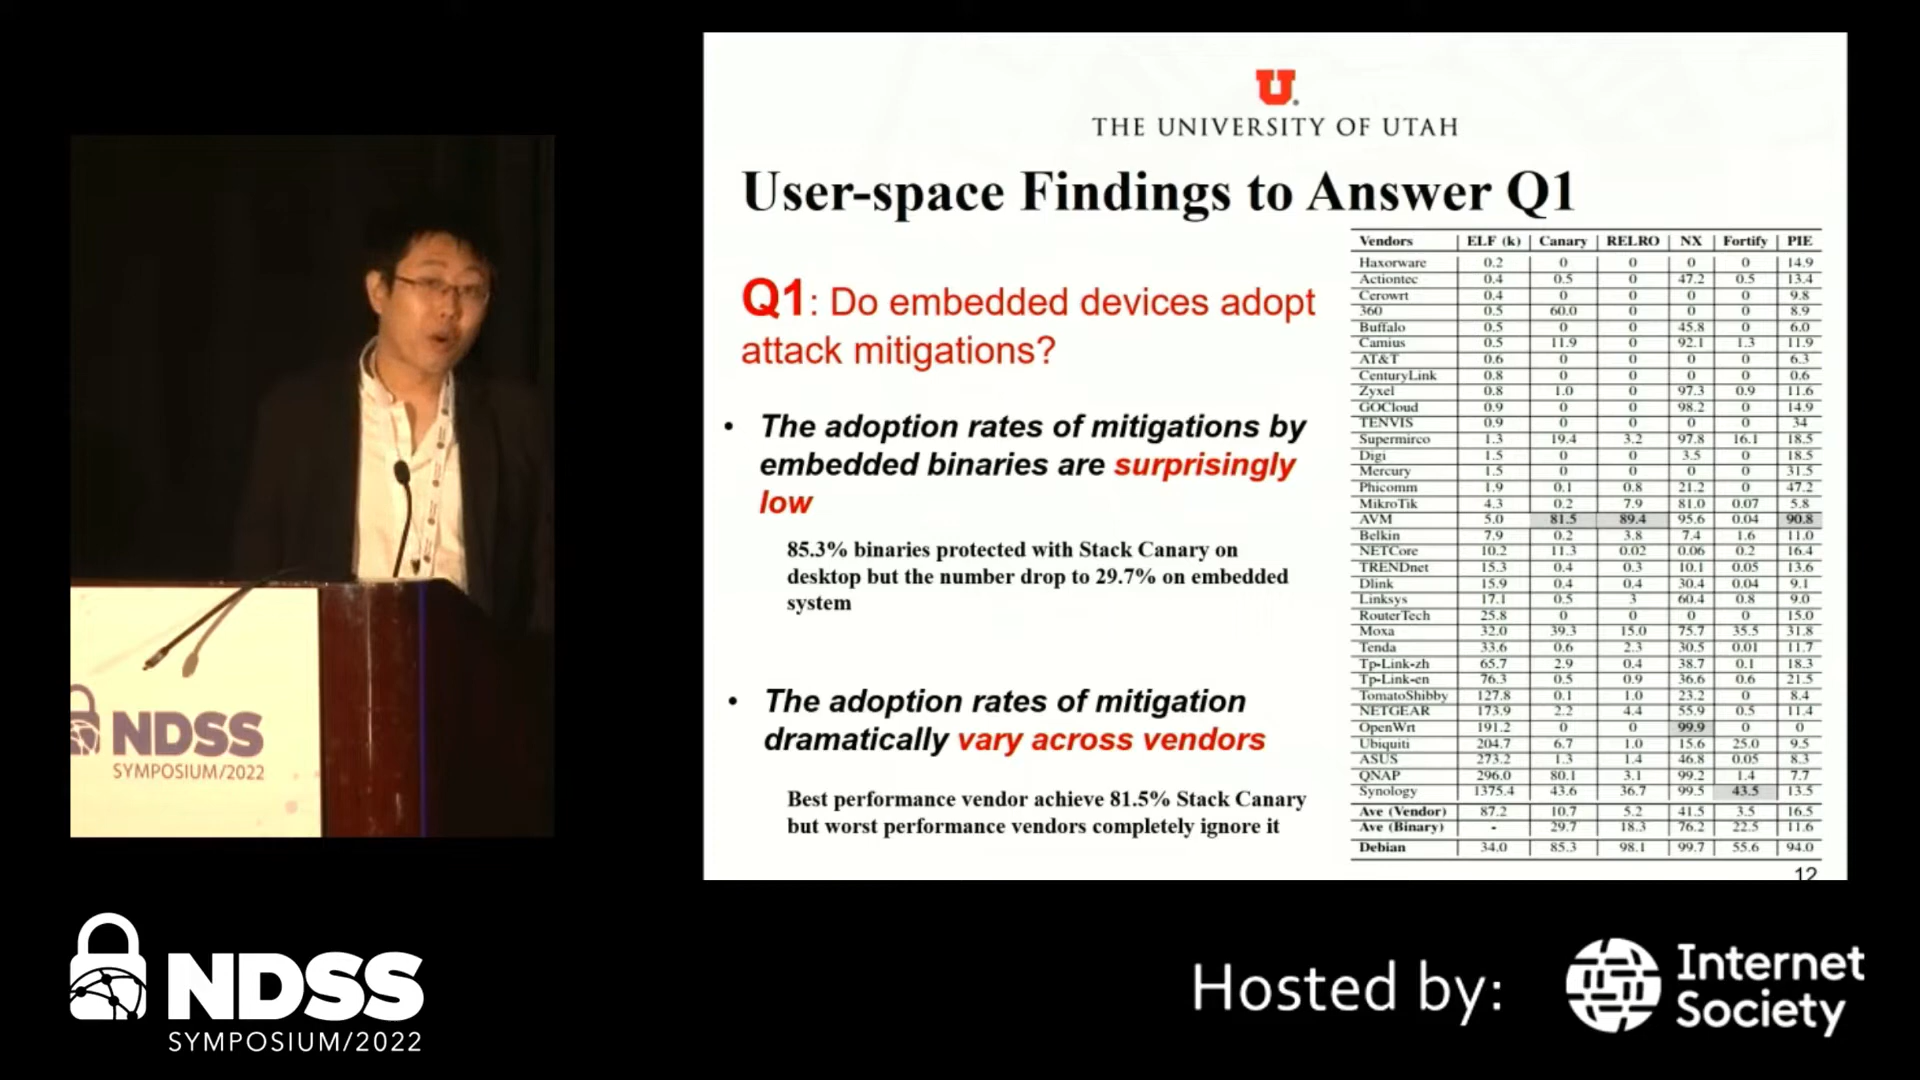 U
THE UNIVERSITY OF UTAH
User-space Findings to Answer Q1
Q1: Do embedded devices adopt
attack mitigations?
• The adoption rates of mitigations by
embedded binaries are surprisingly
low
85.3% binaries protected with Stack Canary on
desktop but the number drop to 29.7% on embedded
system
• The adoption rates of mitigation
dramatically vary across vendors
Best performance vendor achieve 81.5% Stack Canary
but worst performance vendors completely ignore it
Vendors ELF (k) Canary RELRO NX Fortify PIE
Haxorware 0.2 0 0 0 0 14.9
Actiontec 0.4 0.5 0 47.2 0.5 13.4
Cerowrt 0.4 0 0 0 0 9.8
360 0.5 60.0 0 0 0 8.9
Buffalo 0.5 0 0 45.8 0 6.0
Camius 0.5 11.9 0 92.1 1.3 11.9
AT&T 0.6 0 0 0 0 6.3
CenturyLink 0.8 0 0 0 0 0.6
Zyxel 0.8 1.0 0 97.3 0.9 11.6
GOCloud 0.9 0 0 98.2 0 14.9
TENVIS 0.9 0 0 0 0 34
Supermirco 1.3 19.4 3.2 97.8 16.1 18.5
Digi 1.5 0 0 3.5 0 18.5
Mercury 1.5 0 0 0 0 31.5
Phicomm 1.9 0.1 0.8 21.2 0 47.2
MikroTik 4.3 0.2 7.9 81.0 0.07 5.8
AVM 5.0 81.5 89.4 95.6 0.04 90.8
Belkin 7.9 0.2 3.8 7.4 1.6 11.0
NETCore 10.2 11.3 0.02 0.06 0.2 16.4
TRENDnet 15.3 0.4 0.3 10.1 0.05 13.6
Dlink 15.9 0.4 0.4 30.4 0.04 9.1
Linksys 17.1 0.5 3 60.4 0.8 9.0
RouterTech 25.8 0 0 0 0 15.0
Moxa 32.0 39.3 15.0 75.7 35.5 31.8
Tenda 33.6 0.6 2.3 30.5 0.01 11.7
Tp-Link-zh 65.7 2.9 0.4 38.7 0.1 18.3
Tp-Link-en 76.3 0.5 0.9 36.6 0.6 21.5
TomatoShibby 127.8 0.1 1.0 23.2 0 8.4
NETGEAR 173.9 2.2 4.4 55.9 0.5 11.4
OpenWrt 191.2 0 0 99.9 0 0
Ubiquiti 204.7 6.7 1.0 15.6 25.0 9.5
ASUS 273.2 1.3 1.4 46.8 0.05 8.3
QNAP 296.0 80.1 3.1 99.2 1.4 7.7
Synology 1375.4 43.6 36.7 99.5 43.5 13.5
Ave (Vendor) 87.2 10.7 5.2 41.5 3.5 16.5
Ave (Binary) - 29.7 18.3 76.2 22.5 11.6
Debian 34.0 85.3 98.1 99.7 55.6 94.0
12
NDSS
SYMPOSIUM/2022
NDSS
SYMPOSIUM/2022
Hosted by:
Internet
Society